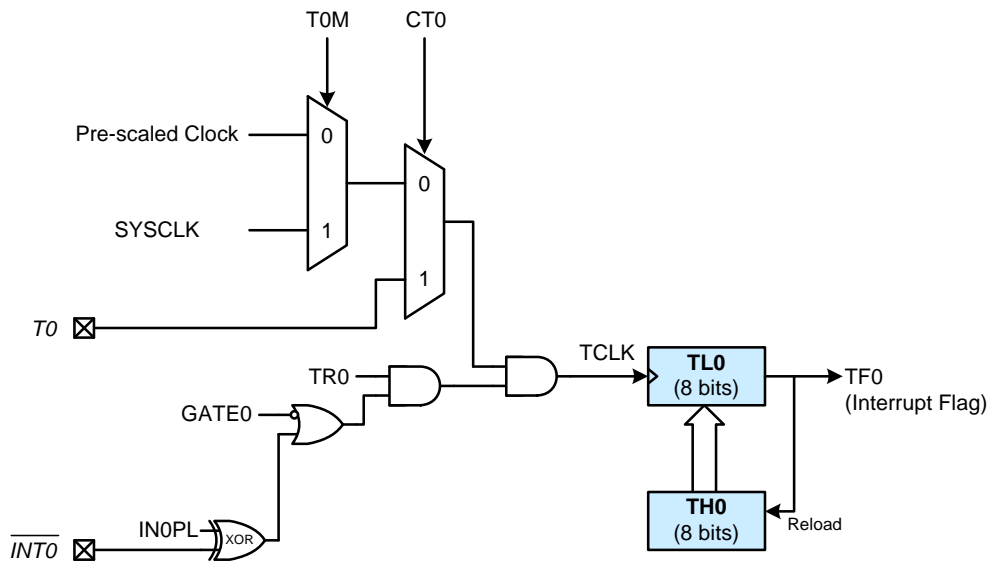 T0M
CT0
Pre-scaled Clock
0
SYSCLK
1
0
1
T0
TR0
GATE0
IN0PL
XOR
INT0
TCLK
TL0
(8 bits)
TF0
(Interrupt Flag)
TH0
(8 bits)
Reload